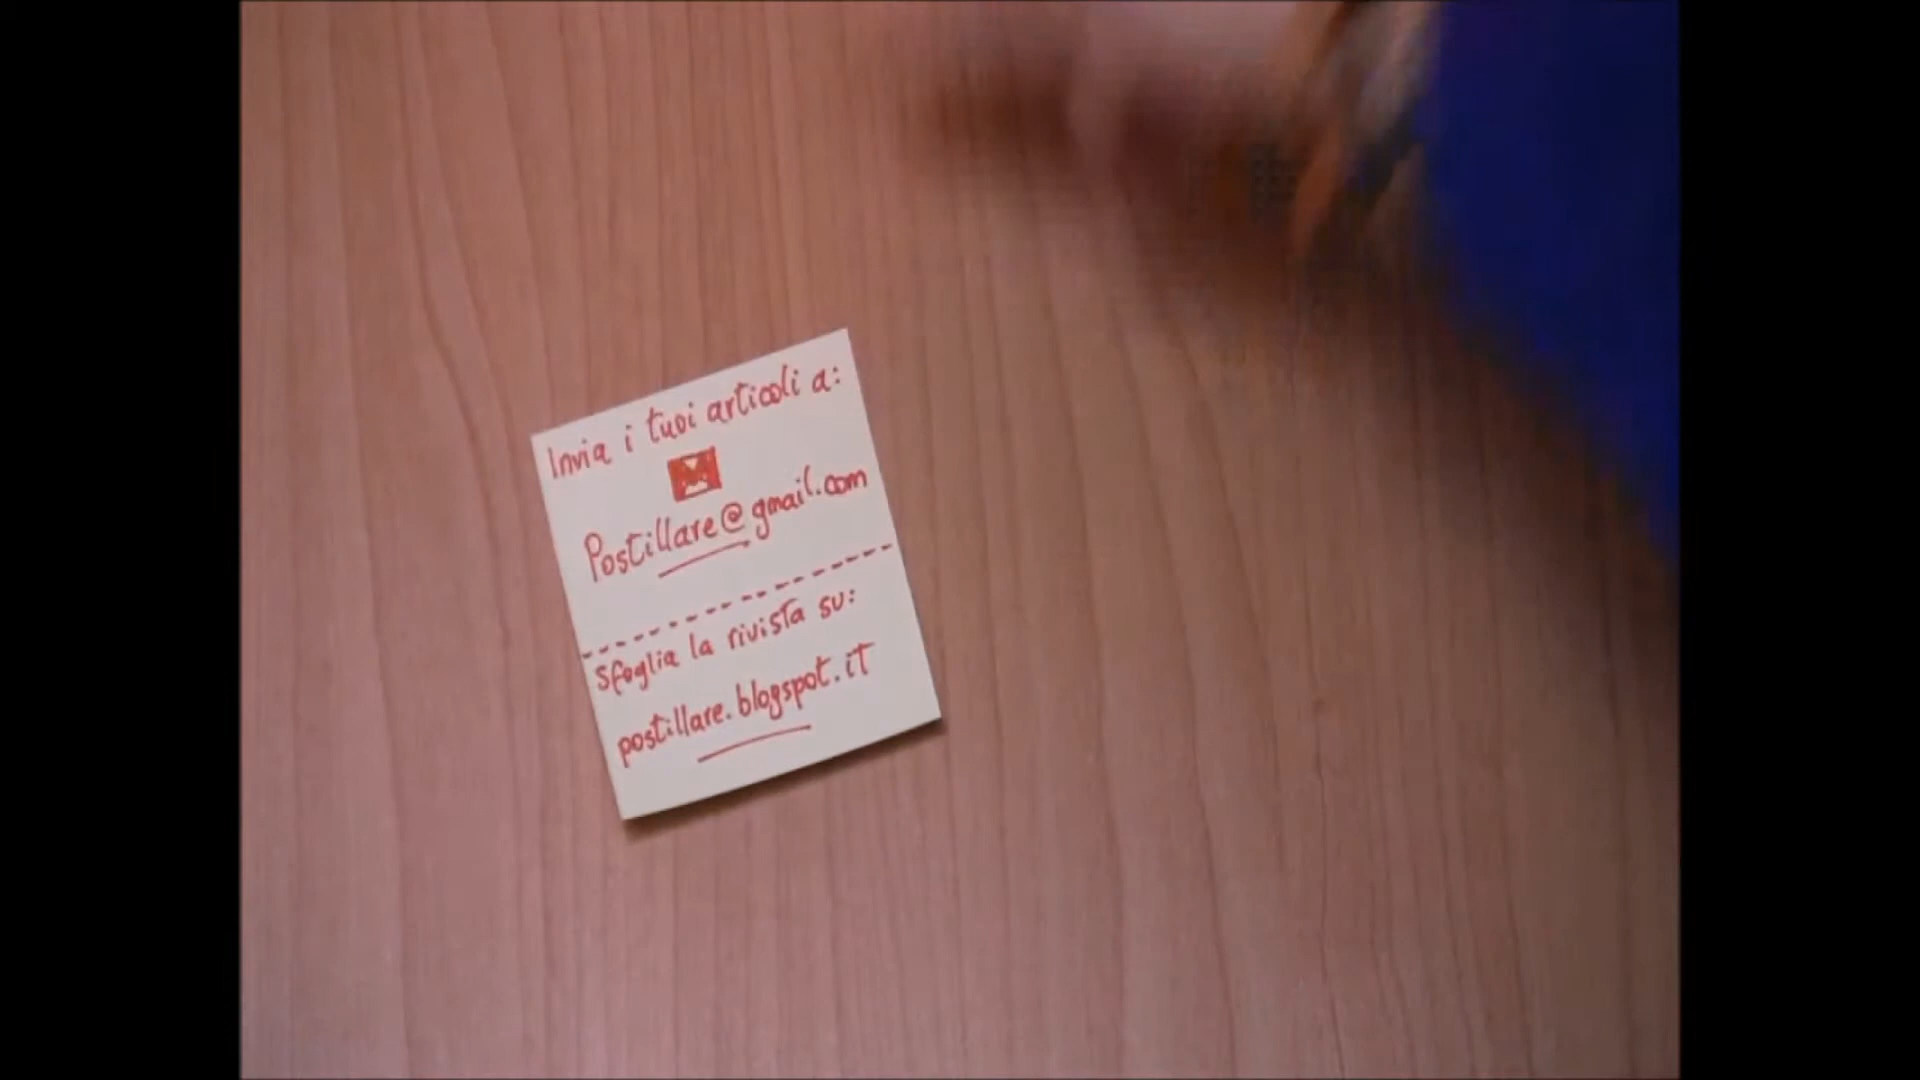 Invia i tuoi articoli a:
Postillare@gmail.com
Sfoglia la rivista su:
postillare.blogspot.it